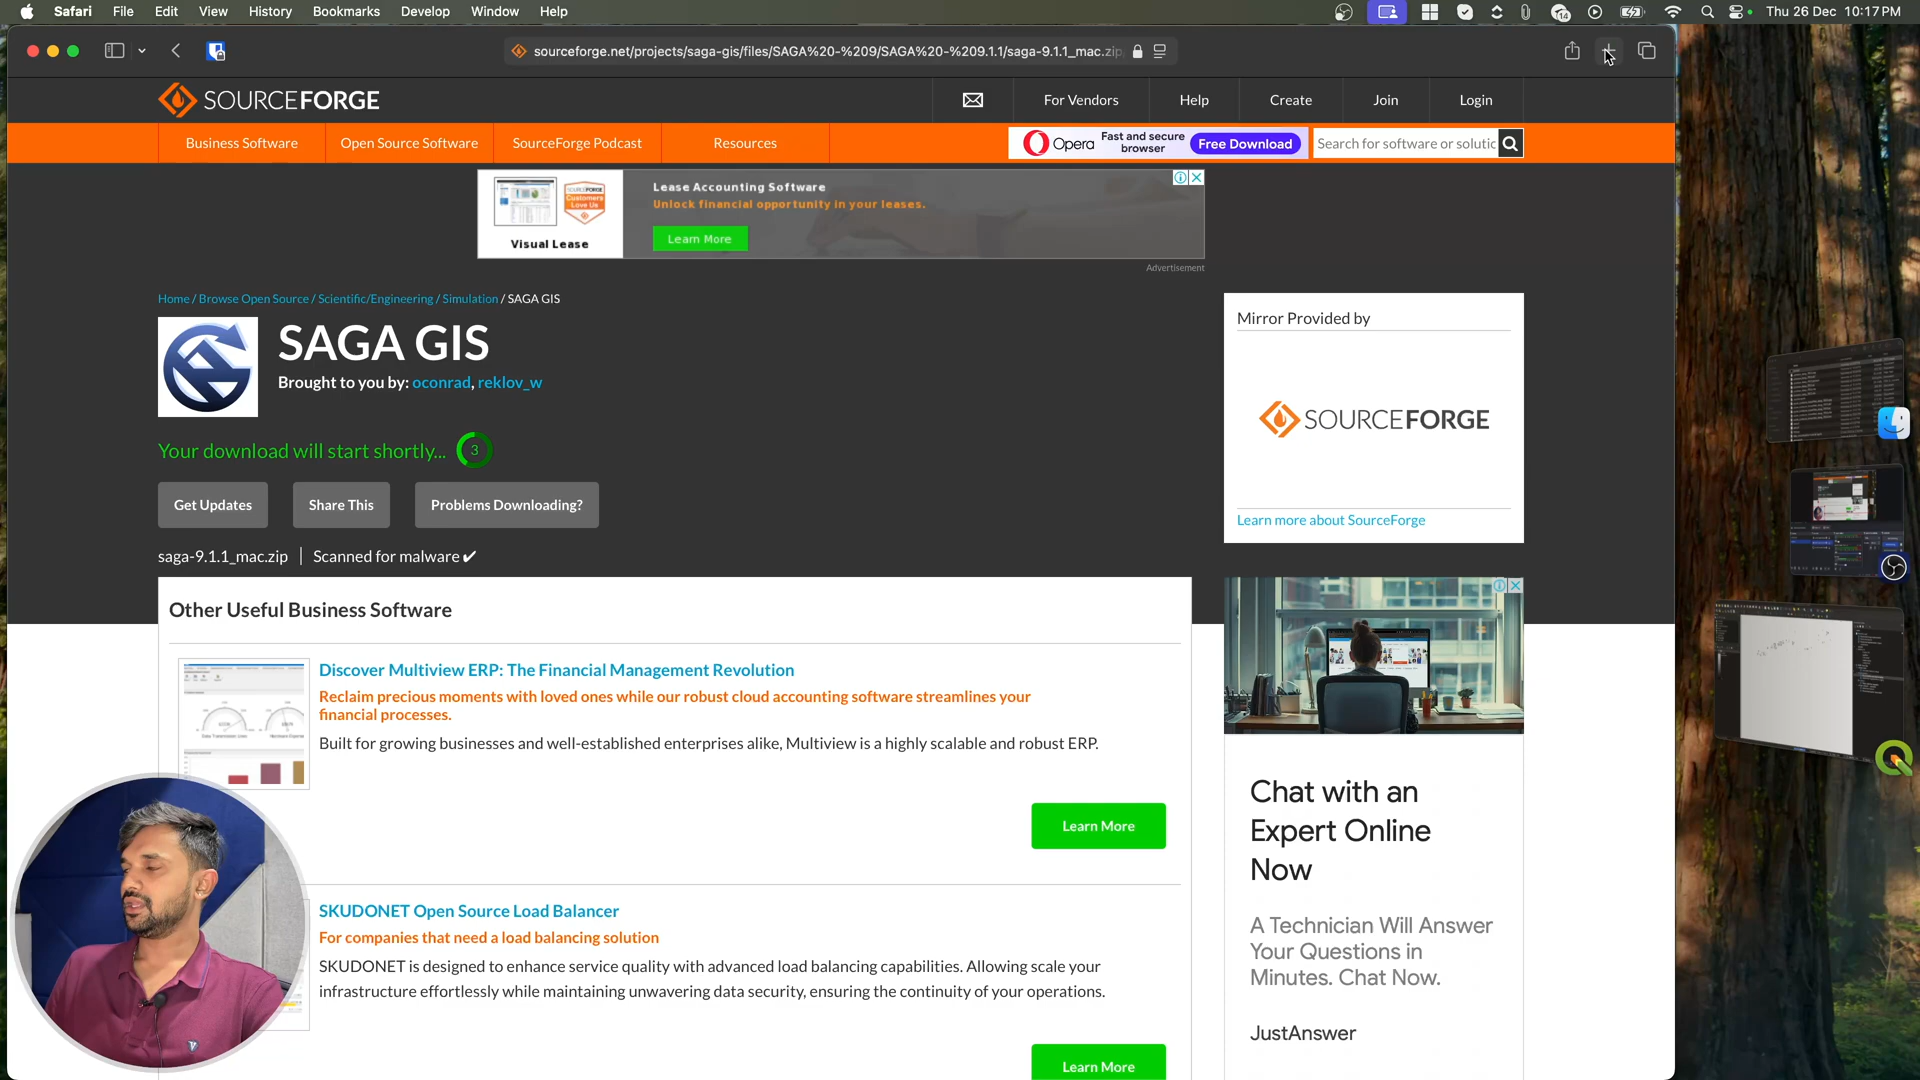 Safari File Edit View History Bookmarks Develop Window Help
14
Thu 26 Dec 10:17 PM
sourceforge.net/projects/saga-gis/files/SAGA%20-%209/SAGA%20-%209.1.1/saga-9.1.1_mac.zip
SOURCEFORGE
For Vendors Help Create Join Login
Business Software Open Source Software SourceForge Podcast Resources
Opera Fast and secure browser Free Download
Search for software or solutic
Visual Lease
SOURCEFORGE
Customers
Love Us
Lease Accounting Software
Unlock financial opportunity in your leases.
Learn More
Advertisement
Home / Browse Open Source / Scientific/Engineering / Simulation / SAGA GIS
SAGA GIS
Brought to you by: oconrad, reklov_w
Your download will start shortly... 3
Get Updates Share This Problems Downloading?
saga-9.1.1_mac.zip | Scanned for malware ✔
Mirror Provided by
SOURCEFORGE
Learn more about SourceForge
Other Useful Business Software
Discover Multiview ERP: The Financial Management Revolution
Reclaim precious moments with loved ones while our robust cloud accounting software streamlines your
financial processes.
Built for growing businesses and well-established enterprises alike, Multiview is a highly scalable and robust ERP.
Learn More
SKUDONET Open Source Load Balancer
For companies that need a load balancing solution
SKUDONET is designed to enhance service quality with advanced load balancing capabilities. Allowing scale your
infrastructure effortlessly while maintaining unwavering data security, ensuring the continuity of your operations.
Learn More
Chat with an
Expert Online
Now
A Technician Will Answer
Your Questions in
Minutes. Chat Now.
JustAnswer